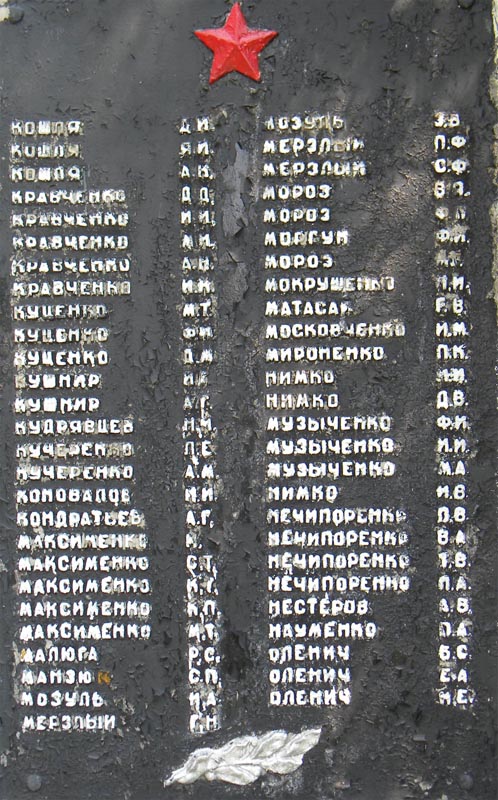 КОШЛЯ Д.И.
КОШЛЯ Я.И.
КОШЛЯ
КРАВЧЕНКО Д.Д.
КРАВЧЕНКО И.И.
КРАВЧЕНКО
КРАВЧЕНКО
КРАВЧЕНКО И.К.
КУЦЕНКО М.Т.
КУЦЕНКО Ф.И.
КУЦЕНКО Д.М.
КУШНИР
КУШНИР
КУДРЯВЦЕВ
КУЧЕРЕНКО Д.Е.
КУЧЕРЕНКО А.М.
КОНОВАЛОВ И.И.
КОНДРАТЬЕВ А.Г.
МАКСИМЕНКО
МАКСИМЕНКО С.Т.
МАКСИМЕНКО
МАКСИМЕНКО К.П.
МАКСИМЕНКО
МАЛЮГА Р.С.
МАНЗЮК С.П.
МОЗУЛЬ И.А.
МЕРЗЛЫЙ Г.Н.
МОЗУЛЬ З.В.
МЕРЗЛЫЙ П.Ф.
МЕРЗЛЫЙ С.Ф.
МОРОЗ В.Я.
МОРОЗ
МОРГУН Ф.И.
МОРОЗ
МОКРУШЕНКО П.И.
МАТАСАК Е.В.
МОСКОВЧЕНКО И.М.
МИРОНЕНКО П.К.
НИМКО
НИМКО Д.В.
МУЗЫЧЕНКО Ф.И.
МУЗЫЧЕНКО И.И.
МУЗЫЧЕНКО М.А.
НИМКО И.В.
НЕЧИПОРЕНКО П.В.
НЕЧИПОРЕНКО В.А.
НЕЧИПОРЕНКО Т.В.
НЕЧИПОРЕНКО П.А.
НЕСТЕРОВ А.В.
НАУМЕНКО
ОЛЕНИЧ Б.С.
ОЛЕНИЧ Е.А.
ОЛЕНИЧ Н.Е.